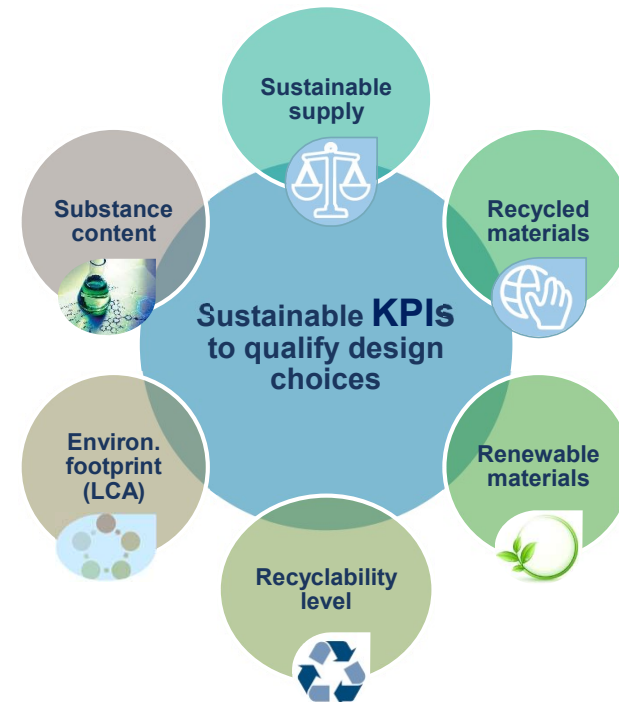 Sustainable
supply
Recycled
materials
Renewable
materials
Recyclability
level
Environ.
footprint
(LCA)
Substance
content
Sustainable KPIs
to qualify design
choices